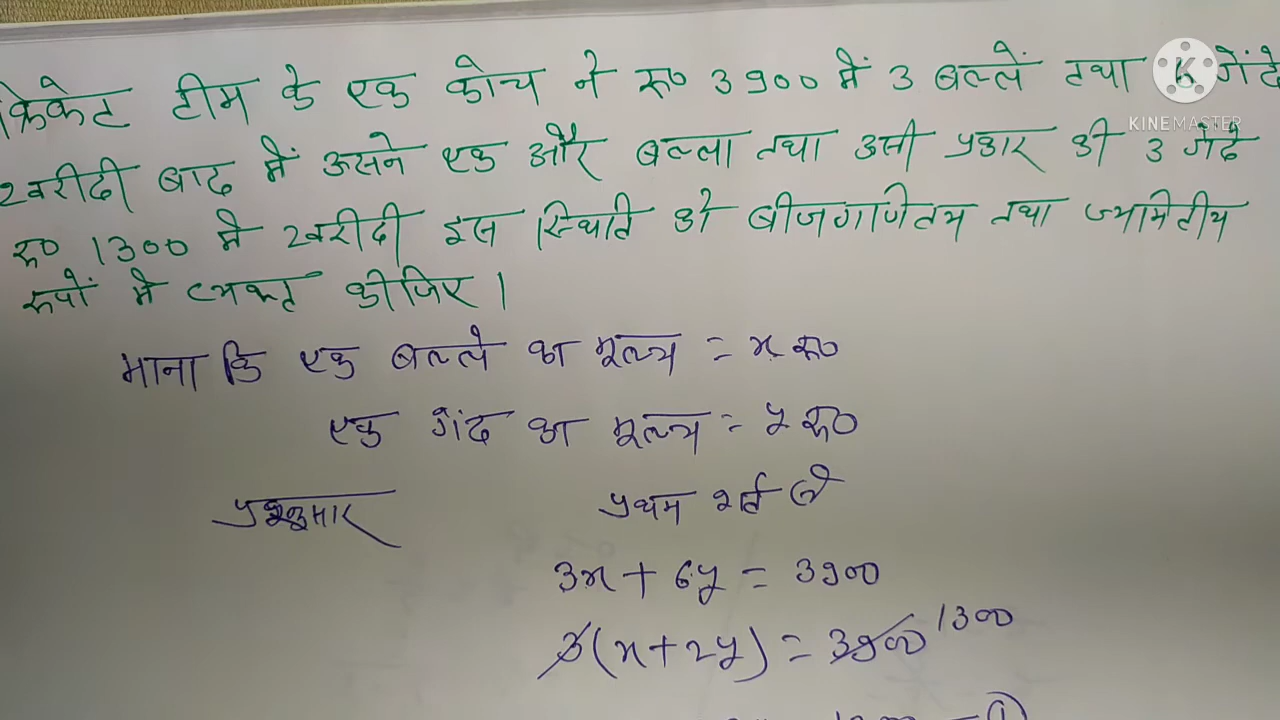 क्रिकेट टीम के एक कोच ने रू० 3900 में 3 बल्ले तथा गेंदे
खरीदी बाद में उसने एक और बल्ला तथा उसी प्रकार की 3 गेंदे
रू० 1300 में खरीदी इस स्थिति को बीजगणितय तथा ज्यामितीय
रूपों में व्यक्ट कीजिए।
माना कि एक बल्ले का मूल्य = x रू०
एक गेंद का मूल्य = y रू०
प्रथम शर्त से
3x + 6y = 3900
3(x + 2y) = 3900 1300
K
KINEMASTER